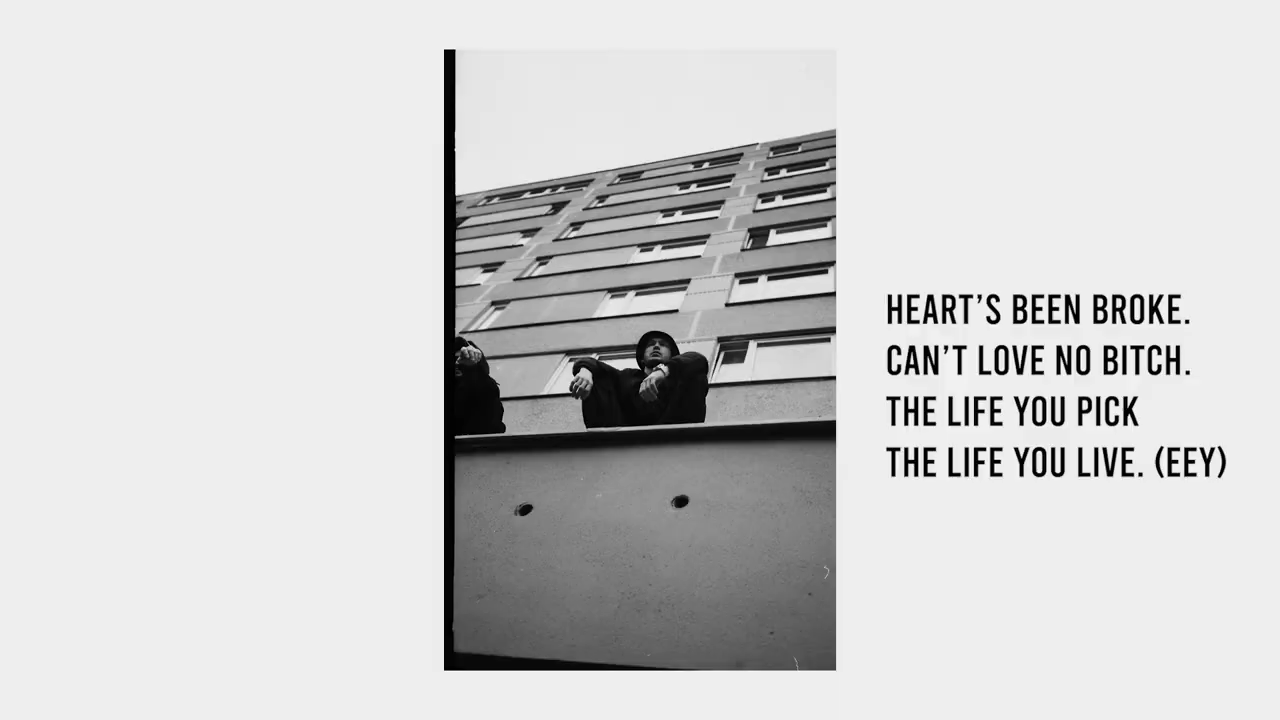 HEART’S BEEN BROKE.
CAN’T LOVE NO BITCH.
THE LIFE YOU PICK
THE LIFE YOU LIVE. (EEY)